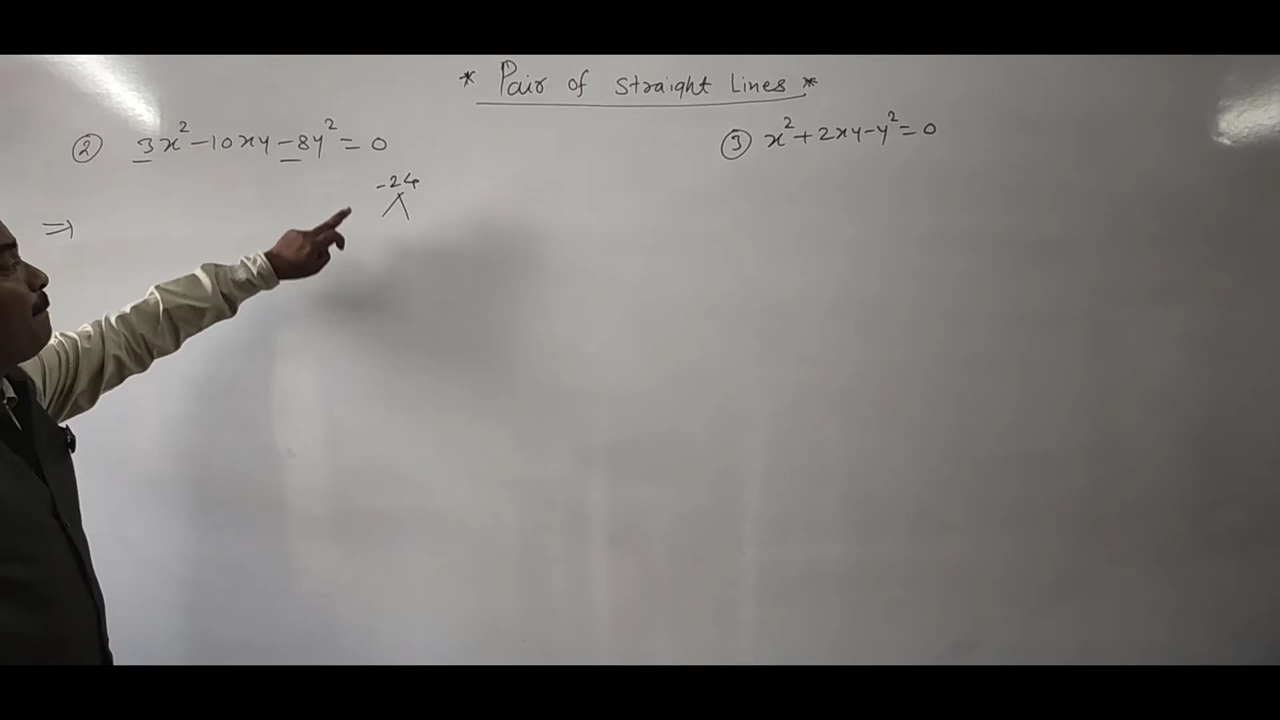 * Pair of Straight Lines *
② 3x² - 10xy - 8y² = 0
-24
⇒
③ x² + 2xy - y² = 0